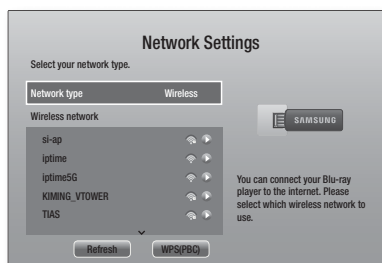 Network Settings
Select your network type.
Network type Wireless
Wireless network
si-ap
iptime
iptime5G
KIMING_VTOWER
TIAS
SAMSUNG
You can connect your Blu-ray
player to the internet. Please
select which wireless network to
use.
Refresh WPS(PBC)